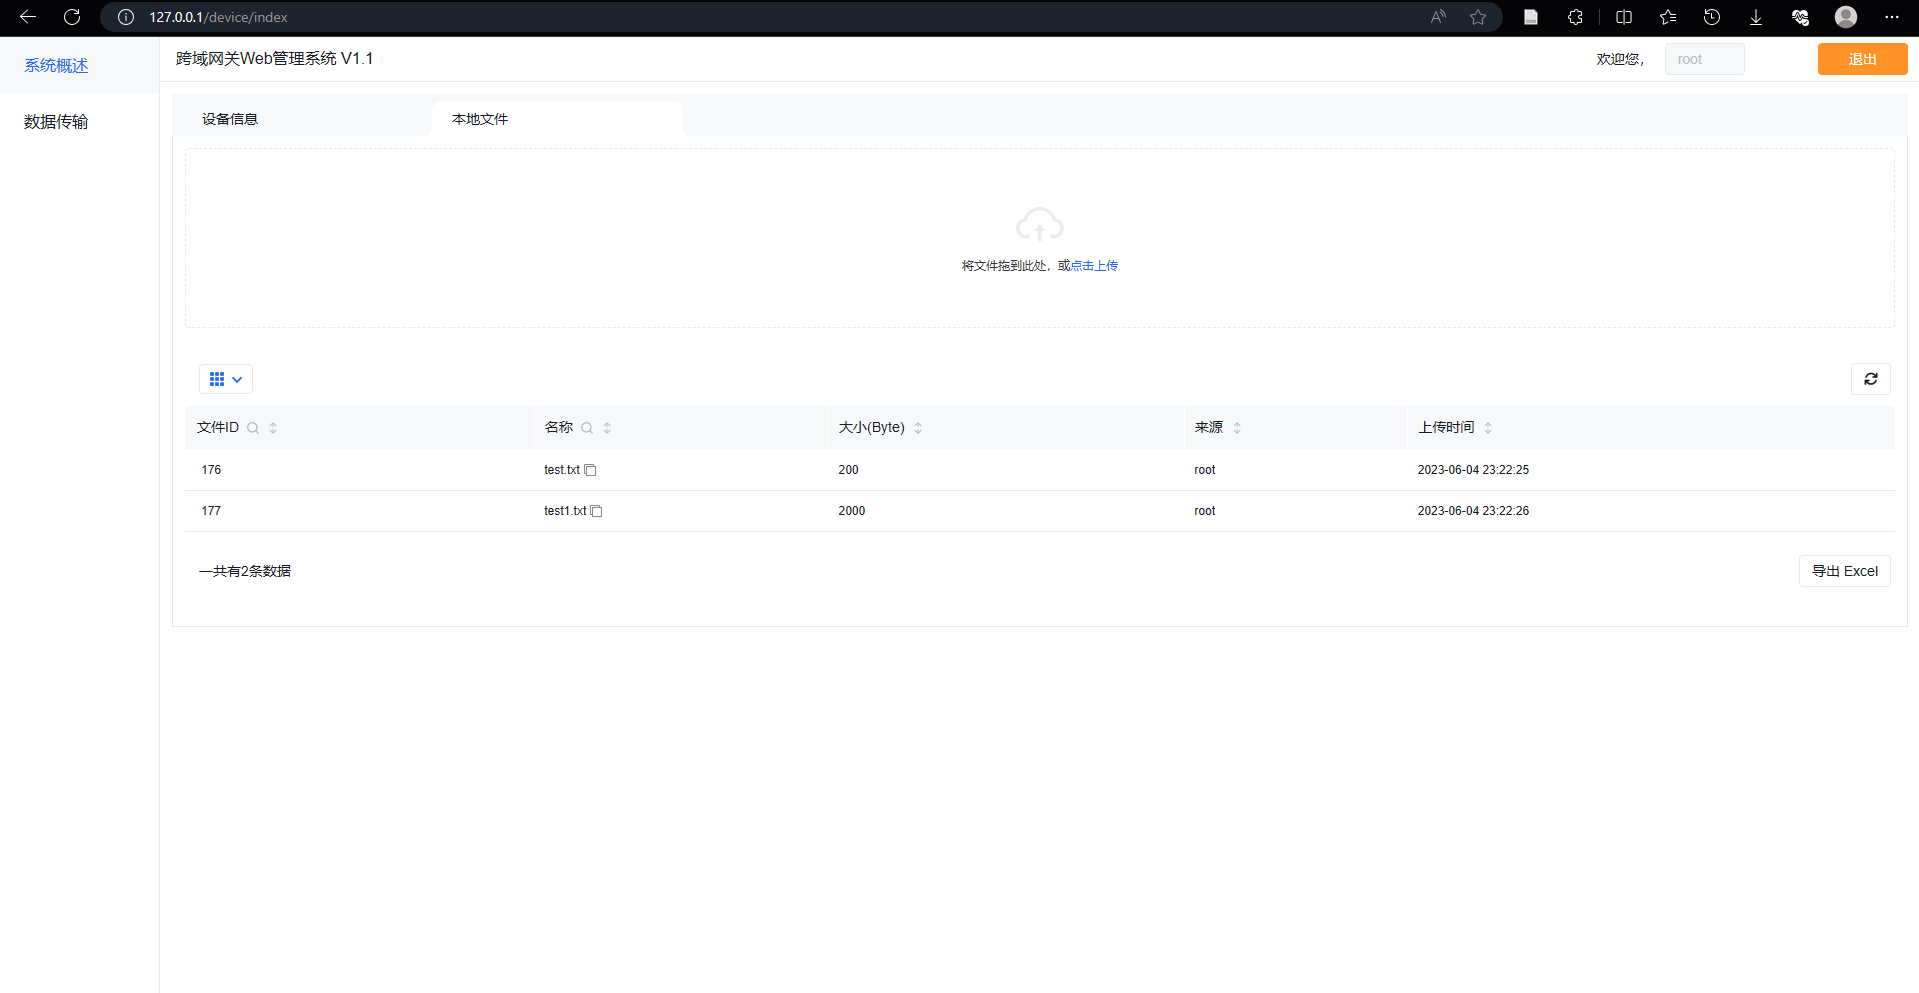 127.0.0.1/device/index
系统概述
跨域网关Web管理系统 V1.1
欢迎您，
root
退出
数据传输
设备信息
本地文件
将文件拖到此处，或点击上传
文件ID
名称
大小(Byte)
来源
上传时间
176
test.txt
200
root
2023-06-04 23:22:25
177
test1.txt
2000
root
2023-06-04 23:22:26
一共有2条数据
导出 Excel